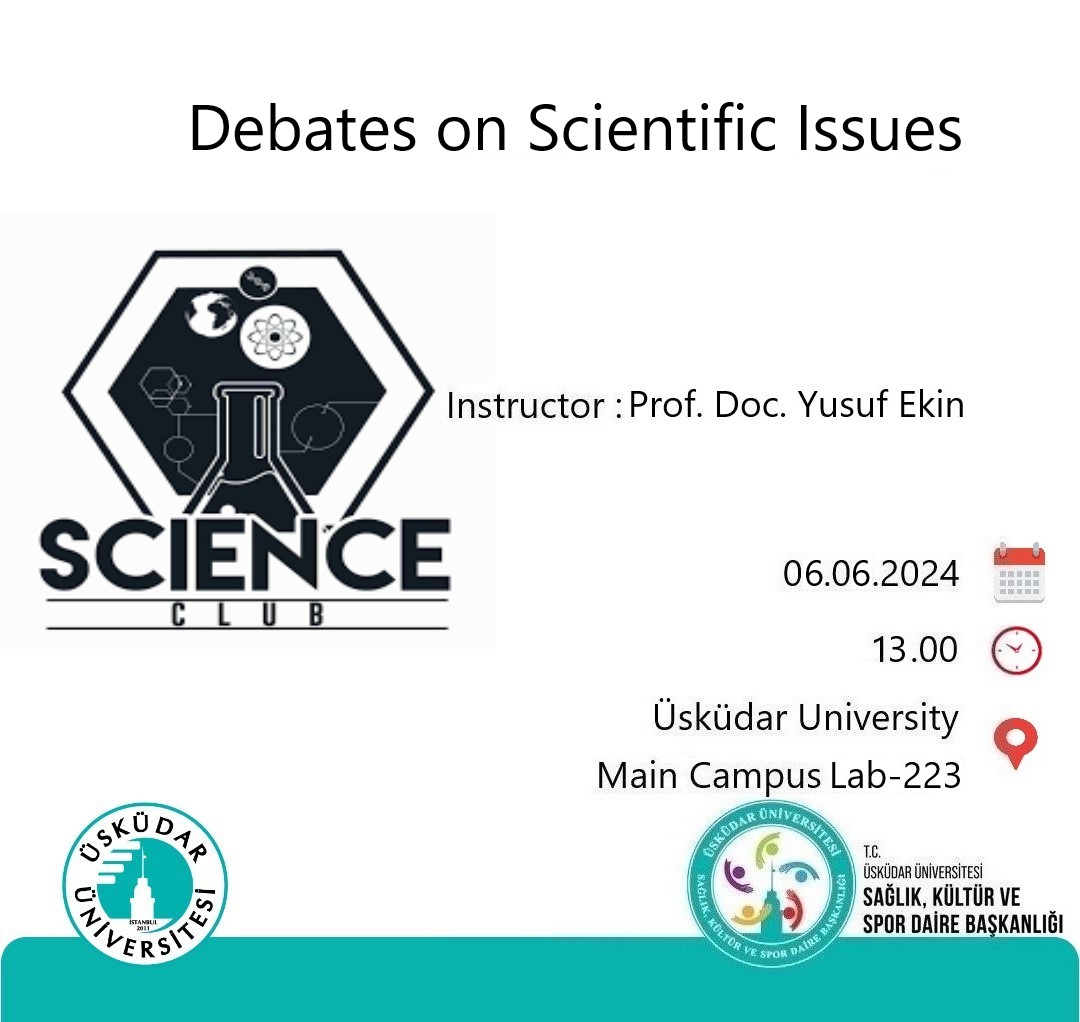 Debates on Scientific Issues
Instructor : Prof. Doc. Yusuf Ekin
SCIENCE
CLUB
06.06.2024
13.00
Üsküdar University
Main Campus Lab-223
ÜSKÜDAR
ÜNİVERSİTESİ
İSTANBUL
2011
ÜSKÜDAR ÜNİVERSİTESİ
SAĞLIK, KÜLTÜR VE SPOR DAİRE BAŞKANLIĞI
T.C.
ÜSKÜDAR ÜNİVERSİTESİ
SAĞLIK, KÜLTÜR VE
SPOR DAİRE BAŞKANLIĞI